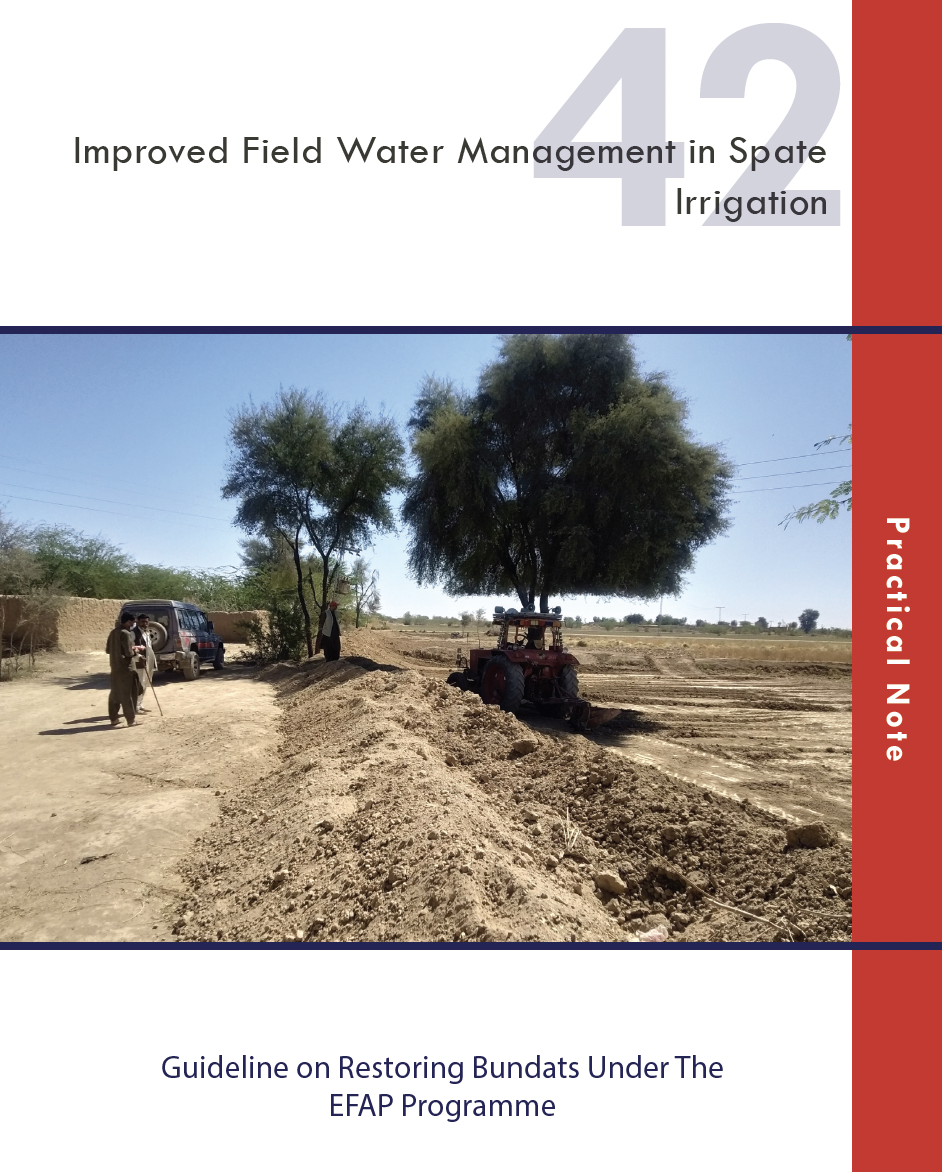 42
Improved Field Water Management in Spate
Irrigation
Practical Note
Guideline on Restoring Bundats Under The
EFAP Programme